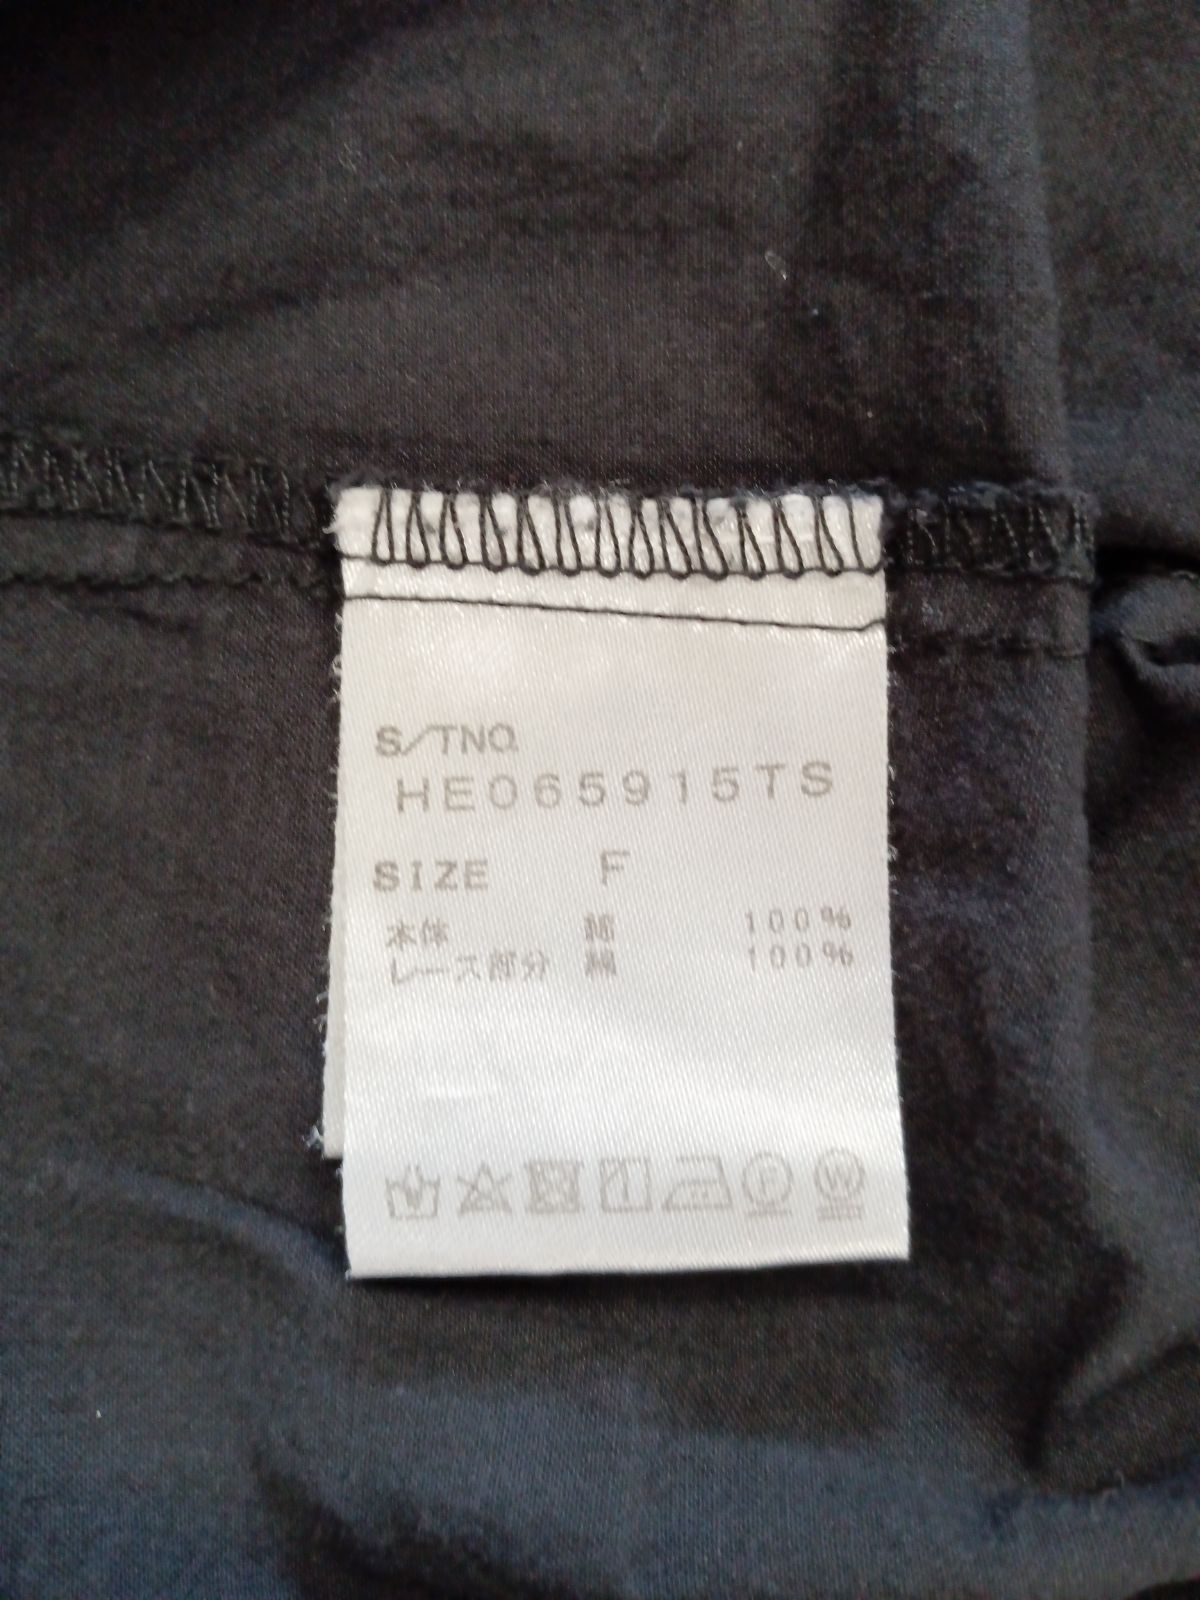 S/TNO.
HE065915TS
SIZE F
本体 綿 100%
レース部分 綿 100%
F W